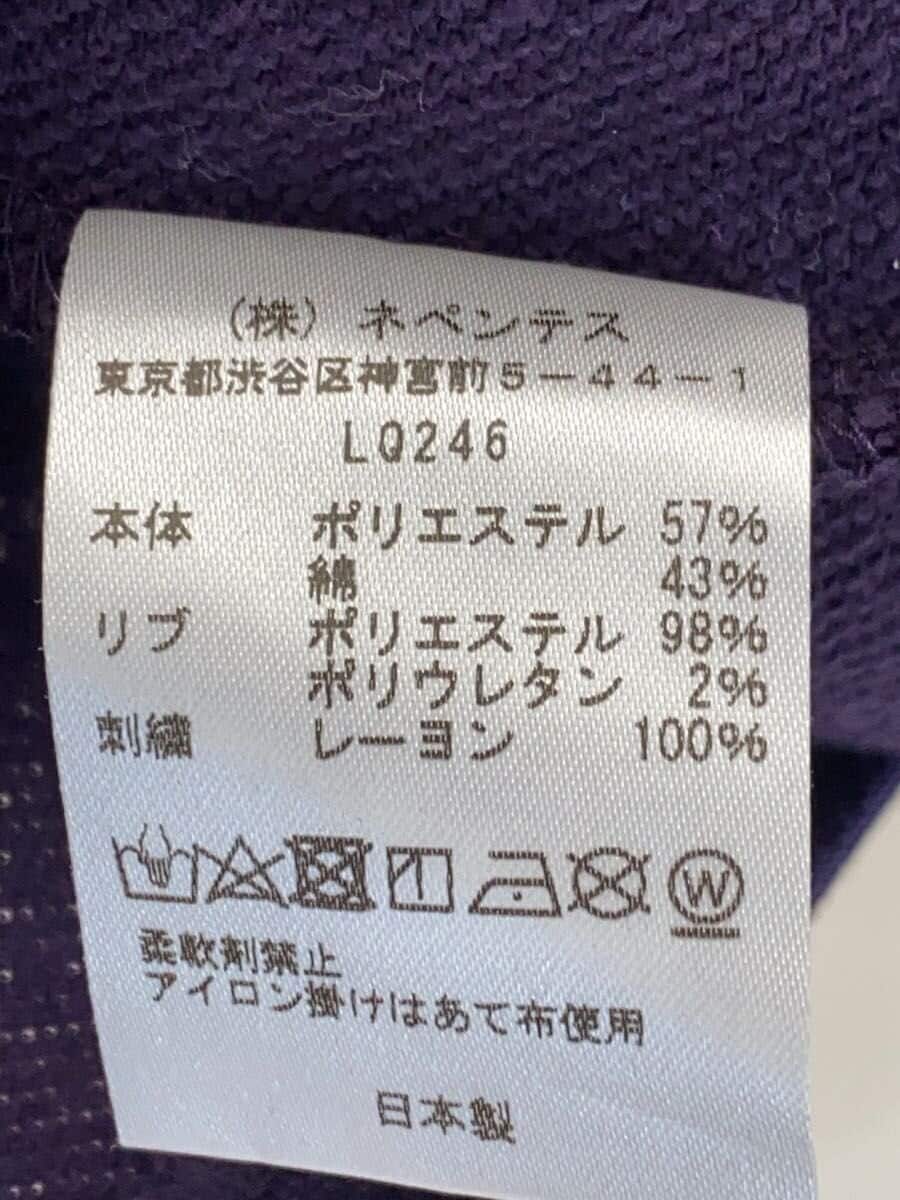 (株) ネペンテス
東京都渋谷区神宮前5-44-1
LQ246
本体 ポリエステル 57%
綿 43%
リブ ポリエステル 98%
ポリウレタン 2%
刺繍 レーヨン 100%
W
柔軟剤禁止
アイロン掛けはあて布使用
日本製